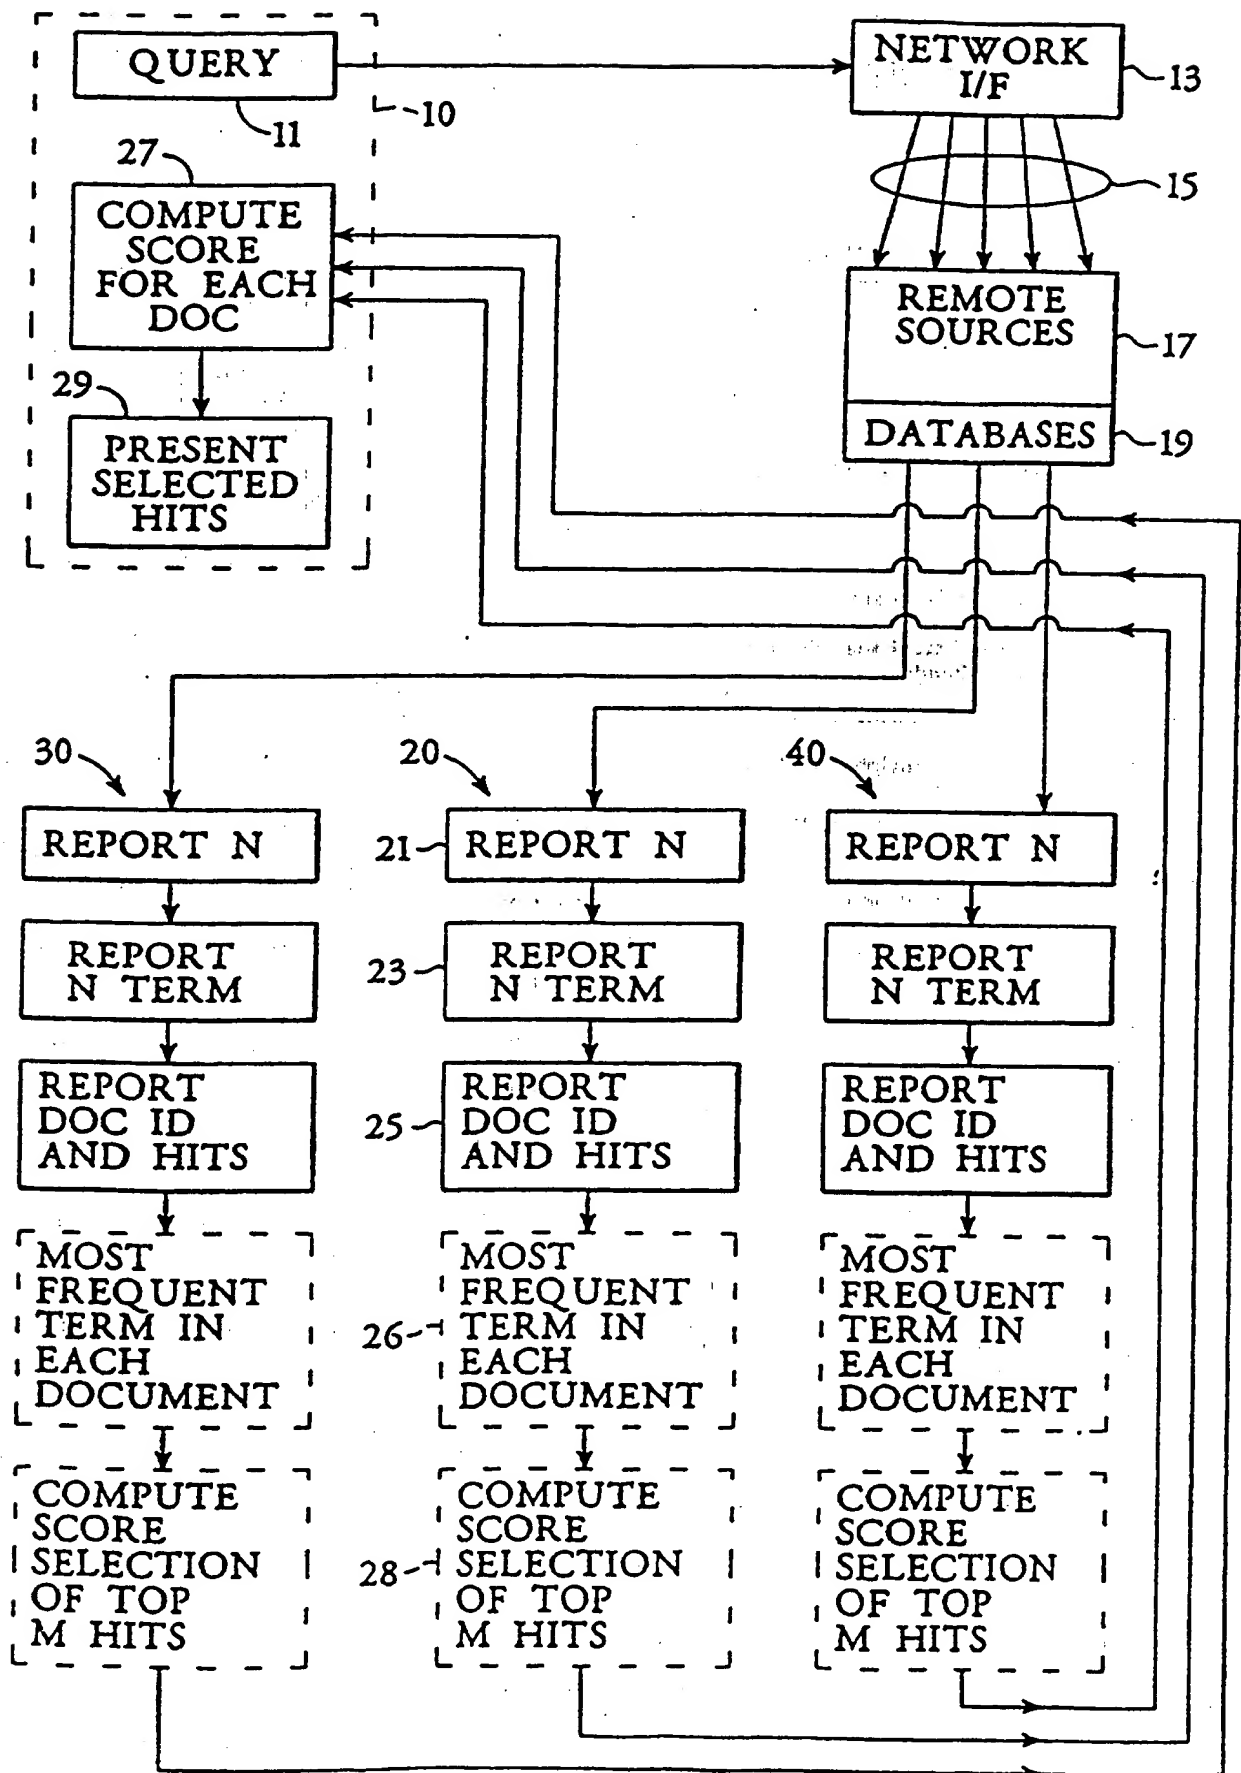 QUERY
11
10
NETWORK
I/F
13
15
27
COMPUTE
SCORE
FOR EACH
DOC
REMOTE
SOURCES
17
DATABASES
19
29
PRESENT
SELECTED
HITS
30
REPORT N
REPORT
N TERM
REPORT
DOC ID
AND HITS
MOST
FREQUENT
TERM IN
EACH
DOCUMENT
COMPUTE
SCORE
SELECTION
OF TOP
M HITS
20
21
REPORT N
23
REPORT
N TERM
25
REPORT
DOC ID
AND HITS
26
MOST
FREQUENT
TERM IN
EACH
DOCUMENT
28
COMPUTE
SCORE
SELECTION
OF TOP
M HITS
40
REPORT N
REPORT
N TERM
REPORT
DOC ID
AND HITS
MOST
FREQUENT
TERM IN
EACH
DOCUMENT
COMPUTE
SCORE
SELECTION
OF TOP
M HITS